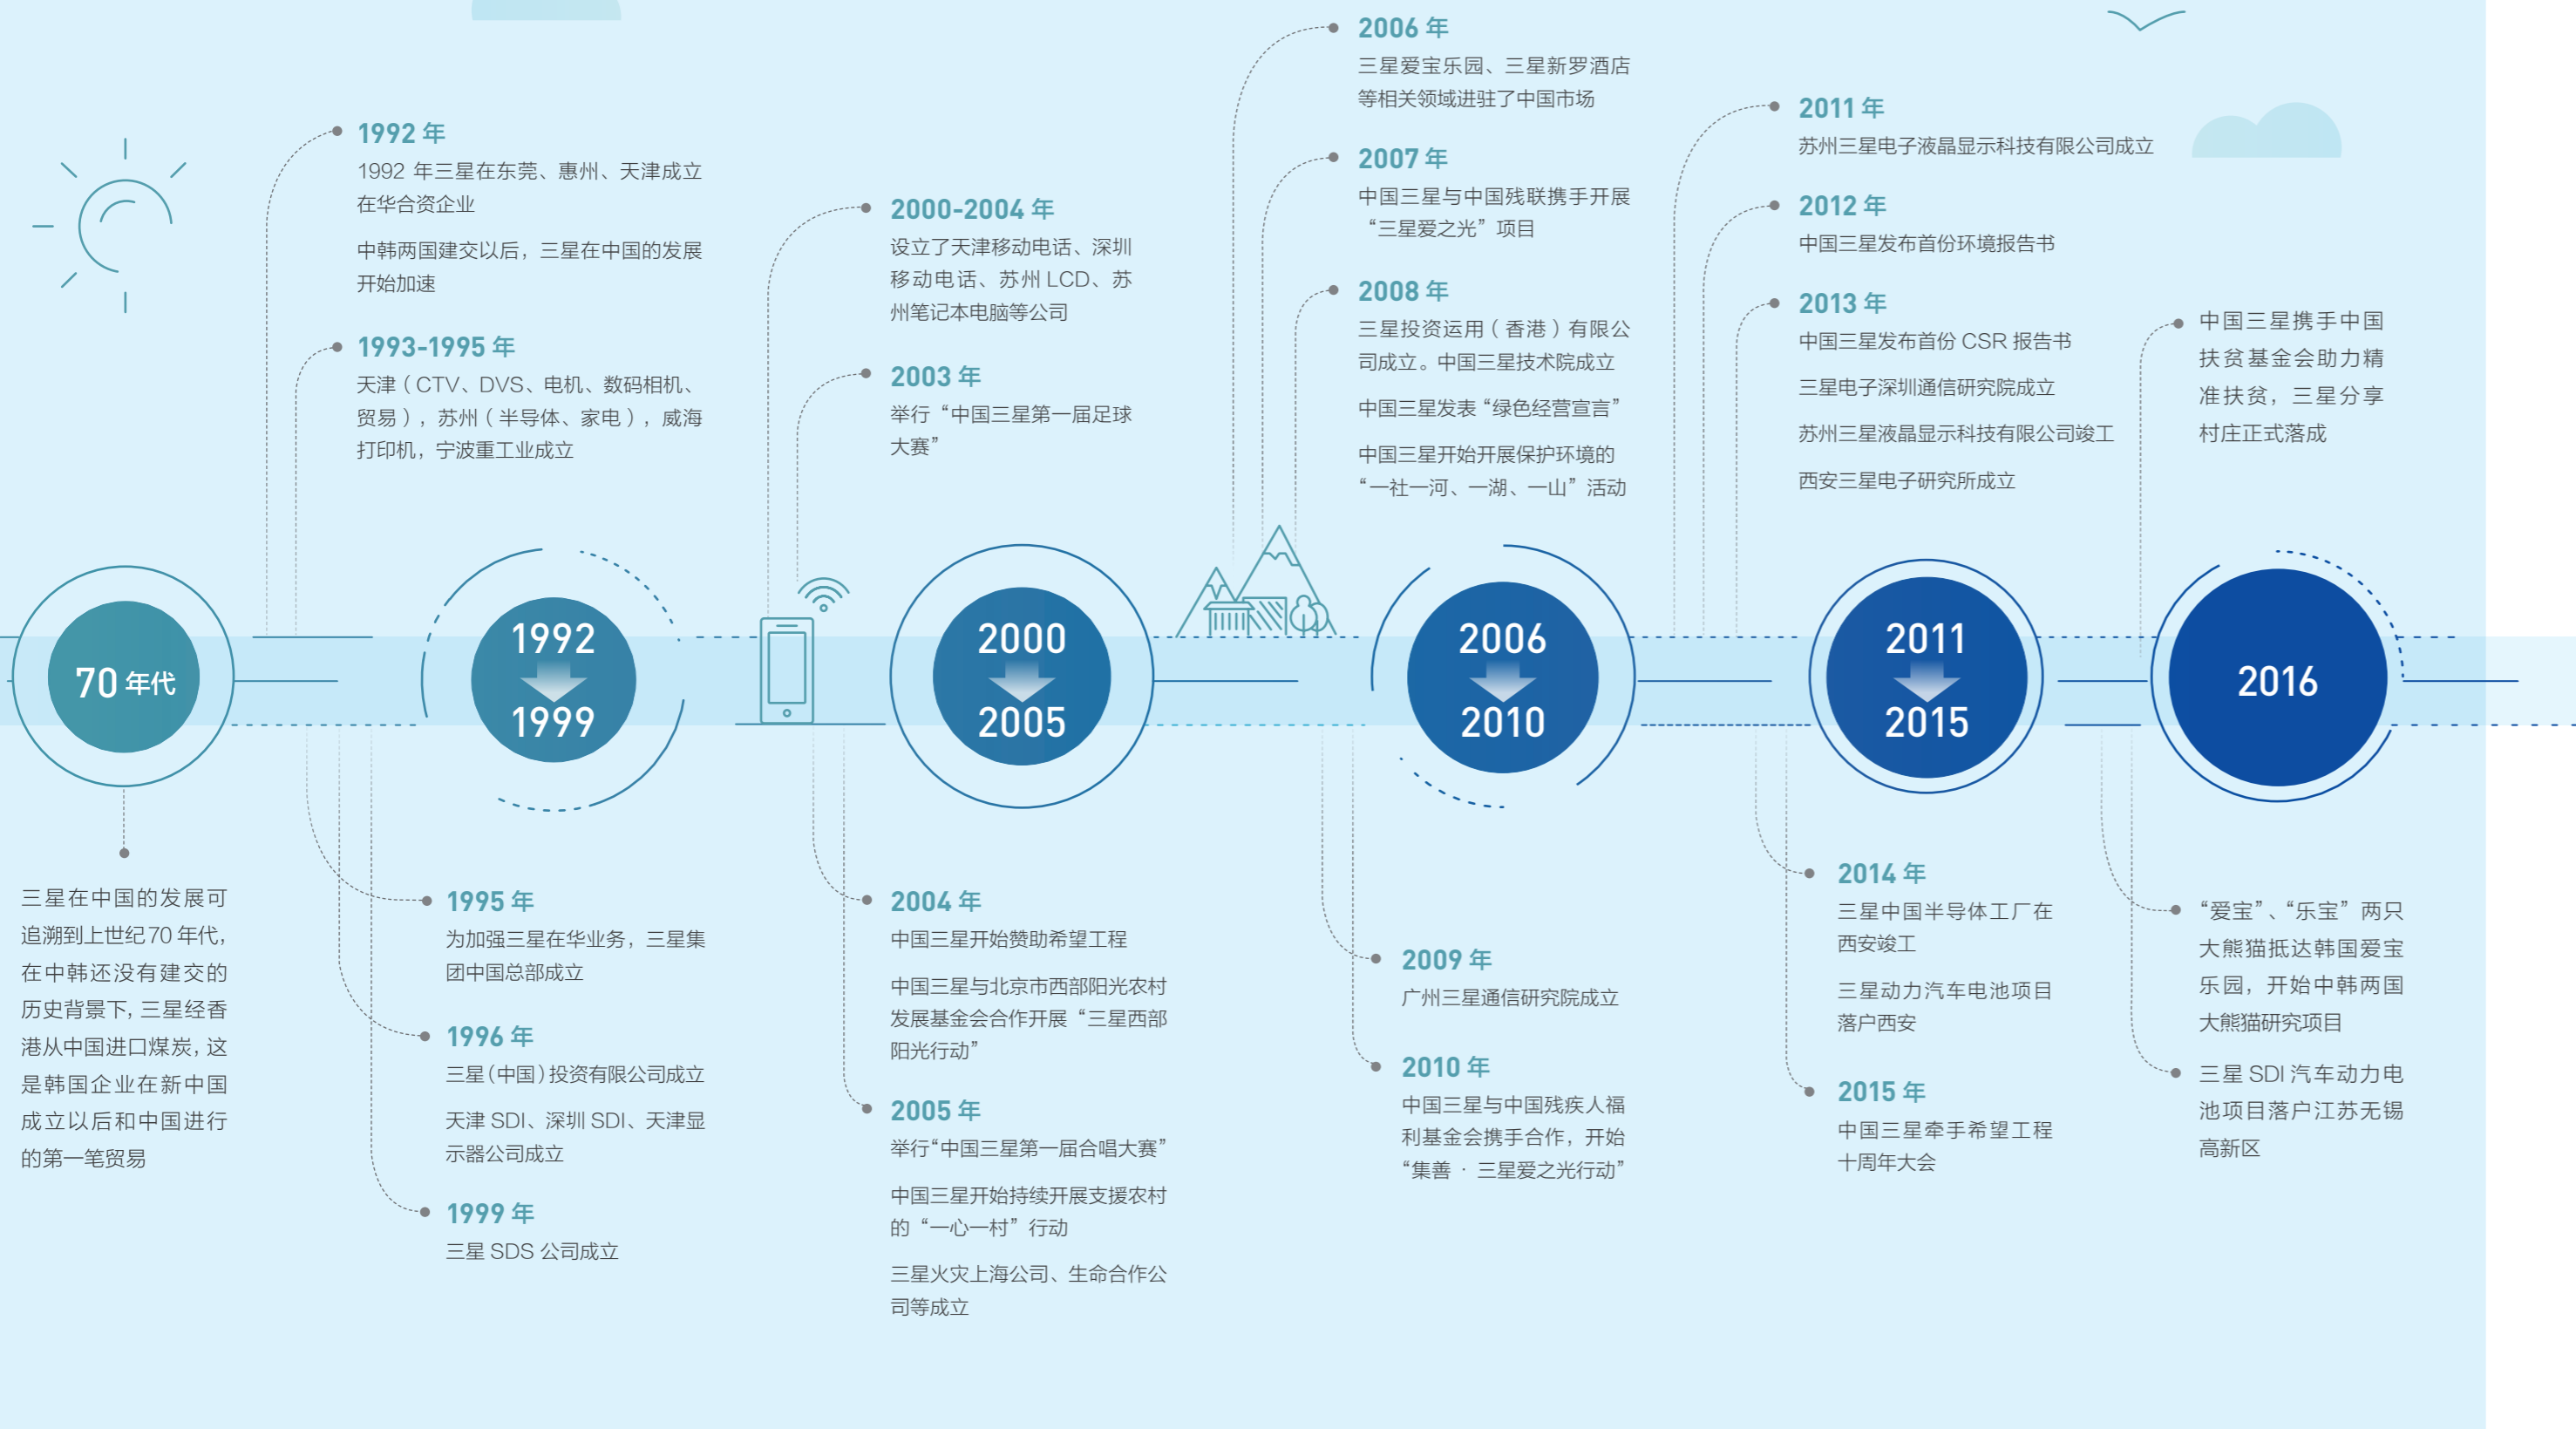 70 年代
三星在中国的发展可
追溯到上世纪 70 年代，
在中韩还没有建交的
历史背景下，三星经香
港从中国进口煤炭，这
是韩国企业在新中国
成立以后和中国进行
的第一笔贸易
1992
1999
1992 年
1992 年三星在东莞、惠州、天津成立
在华合资企业
中韩两国建交以后，三星在中国的发展
开始加速
1993-1995 年
天津（ CTV、DVS、电机、数码相机、
贸易），苏州（ 半导体、家电 ），威海
打印机，宁波重工业成立
1995 年
为加强三星在华业务，三星集
团中国总部成立
1996 年
三星（中国）投资有限公司成立
天津 SDI、深圳 SDI、天津显
示器公司成立
1999 年
三星 SDS 公司成立
2000
2005
2000-2004 年
设立了天津移动电话、深圳
移动电话、苏州 LCD、苏
州笔记本电脑等公司
2003 年
举行“中国三星第一届足球
大赛”
2004 年
中国三星开始赞助希望工程
中国三星与北京市西部阳光农村
发展基金会合作开展“三星西部
阳光行动”
2005 年
举行“中国三星第一届合唱大赛”
中国三星开始持续开展支援农村
的“一心一村”行动
三星火灾上海公司、生命合作公
司等成立
2006
2010
2006 年
三星爱宝乐园、三星新罗酒店
等相关领域进驻了中国市场
2007 年
中国三星与中国残联携手开展
“三星爱之光”项目
2008 年
三星投资运用（ 香港 ）有限公
司成立。中国三星技术院成立
中国三星发表“绿色经营宣言”
中国三星开始开展保护环境的
“一社一河、一湖、一山”活动
2009 年
广州三星通信研究院成立
2010 年
中国三星与中国残疾人福
利基金会携手合作，开始
“集善 · 三星爱之光行动”
2011
2015
2011 年
苏州三星电子液晶显示科技有限公司成立
2012 年
中国三星发布首份环境报告书
2013 年
中国三星发布首份 CSR 报告书
三星电子深圳通信研究院成立
苏州三星液晶显示科技有限公司竣工
西安三星电子研究所成立
2014 年
三星中国半导体工厂在
西安竣工
三星动力汽车电池项目
落户西安
2015 年
中国三星牵手希望工程
十周年大会
2016
中国三星携手中国
扶贫基金会助力精
准扶贫，三星分享
村庄正式落成
“爱宝”、“乐宝”两只
大熊猫抵达韩国爱宝
乐园，开始中韩两国
大熊猫研究项目
三星 SDI 汽车动力电
池项目落户江苏无锡
高新区